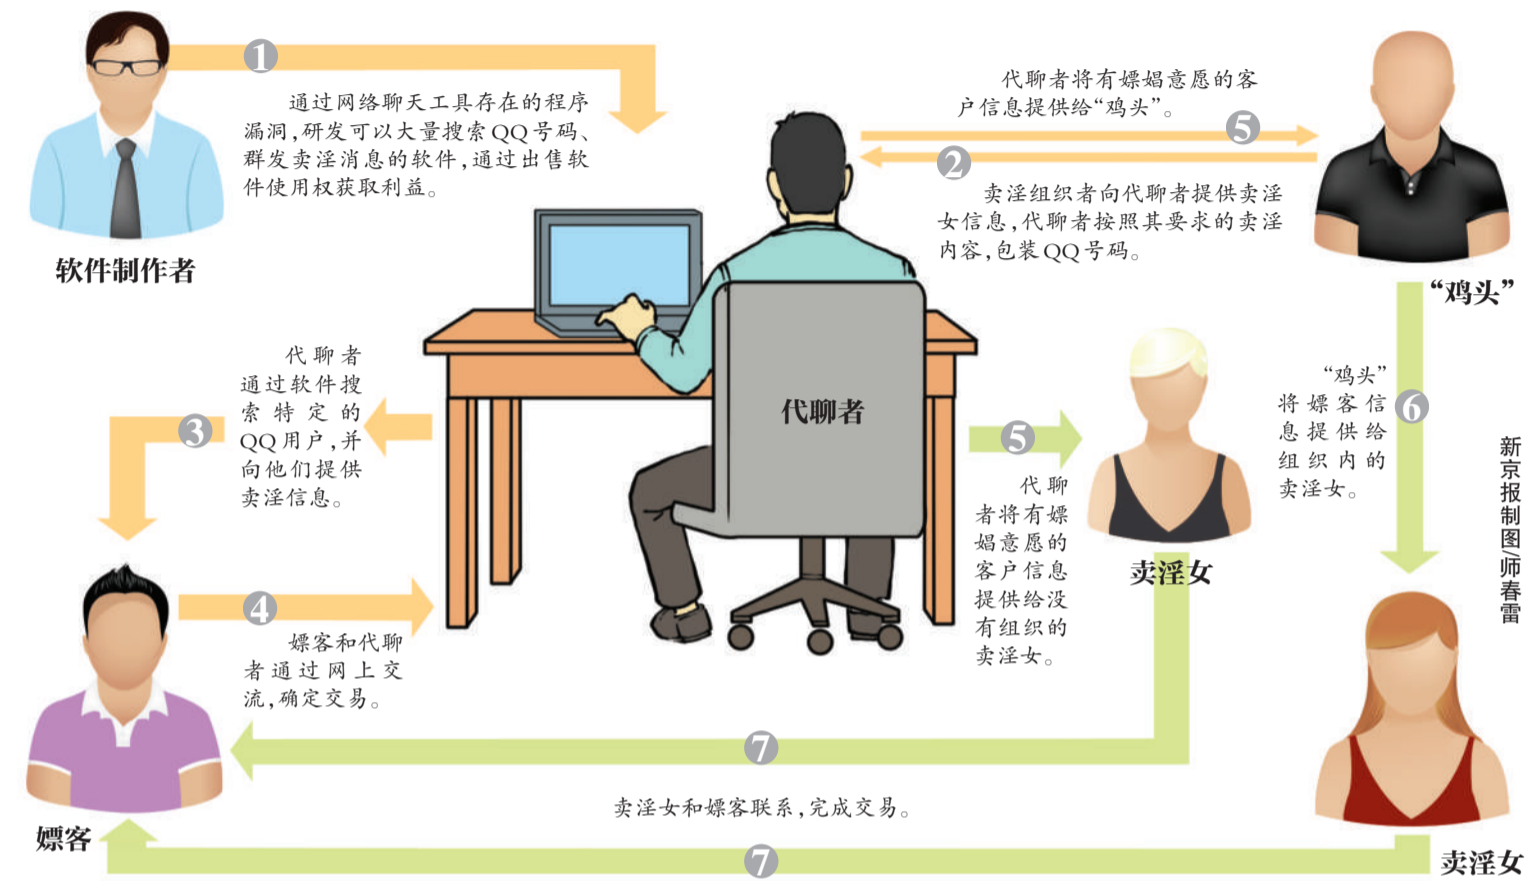 1
通过网络聊天工具存在的程序
漏洞,研发可以大量搜索QQ号码、
群发卖淫消息的软件,通过出售软
件使用权获取利益。
软件制作者
代聊者将有嫖娼意愿的客
户信息提供给“鸡头”。
5
2
卖淫组织者向代聊者提供卖淫
女信息,代聊者按照其要求的卖淫
内容,包装QQ号码。
“鸡头”
代聊者
通过软件搜
索特定的
QQ用户,并
向他们提供
卖淫信息。
3
代聊者
5
代聊
者将有嫖
娼意愿的
客户信息
提供给没
有组织的
卖淫女。
卖淫女
“鸡头”
将嫖客信
息提供给
组织内的
卖淫女。
6
新京报制图/师春雷
4
嫖客和代聊
者通过网上交
流,确定交易。
7
卖淫女和嫖客联系,完成交易。
嫖客
7
卖淫女